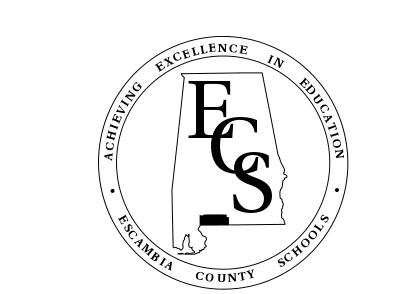 ACHIEVING EXCELLENCE IN EDUCATION
ECS
ESCAMBIA COUNTY SCHOOLS